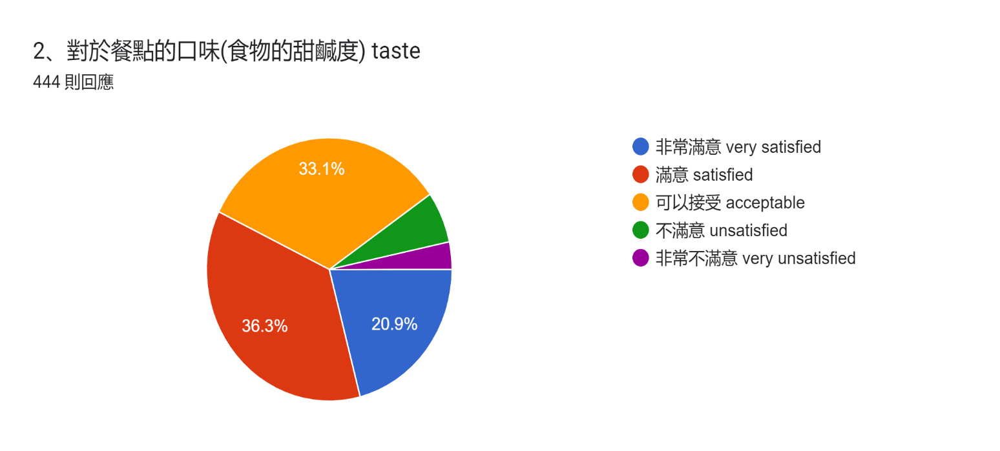 2、對於餐點的口味(食物的甜鹹度) taste
444 則回應
33.1%
36.3%
20.9%
非常滿意 very satisfied
滿意 satisfied
可以接受 acceptable
不滿意 unsatisfied
非常不滿意 very unsatisfied